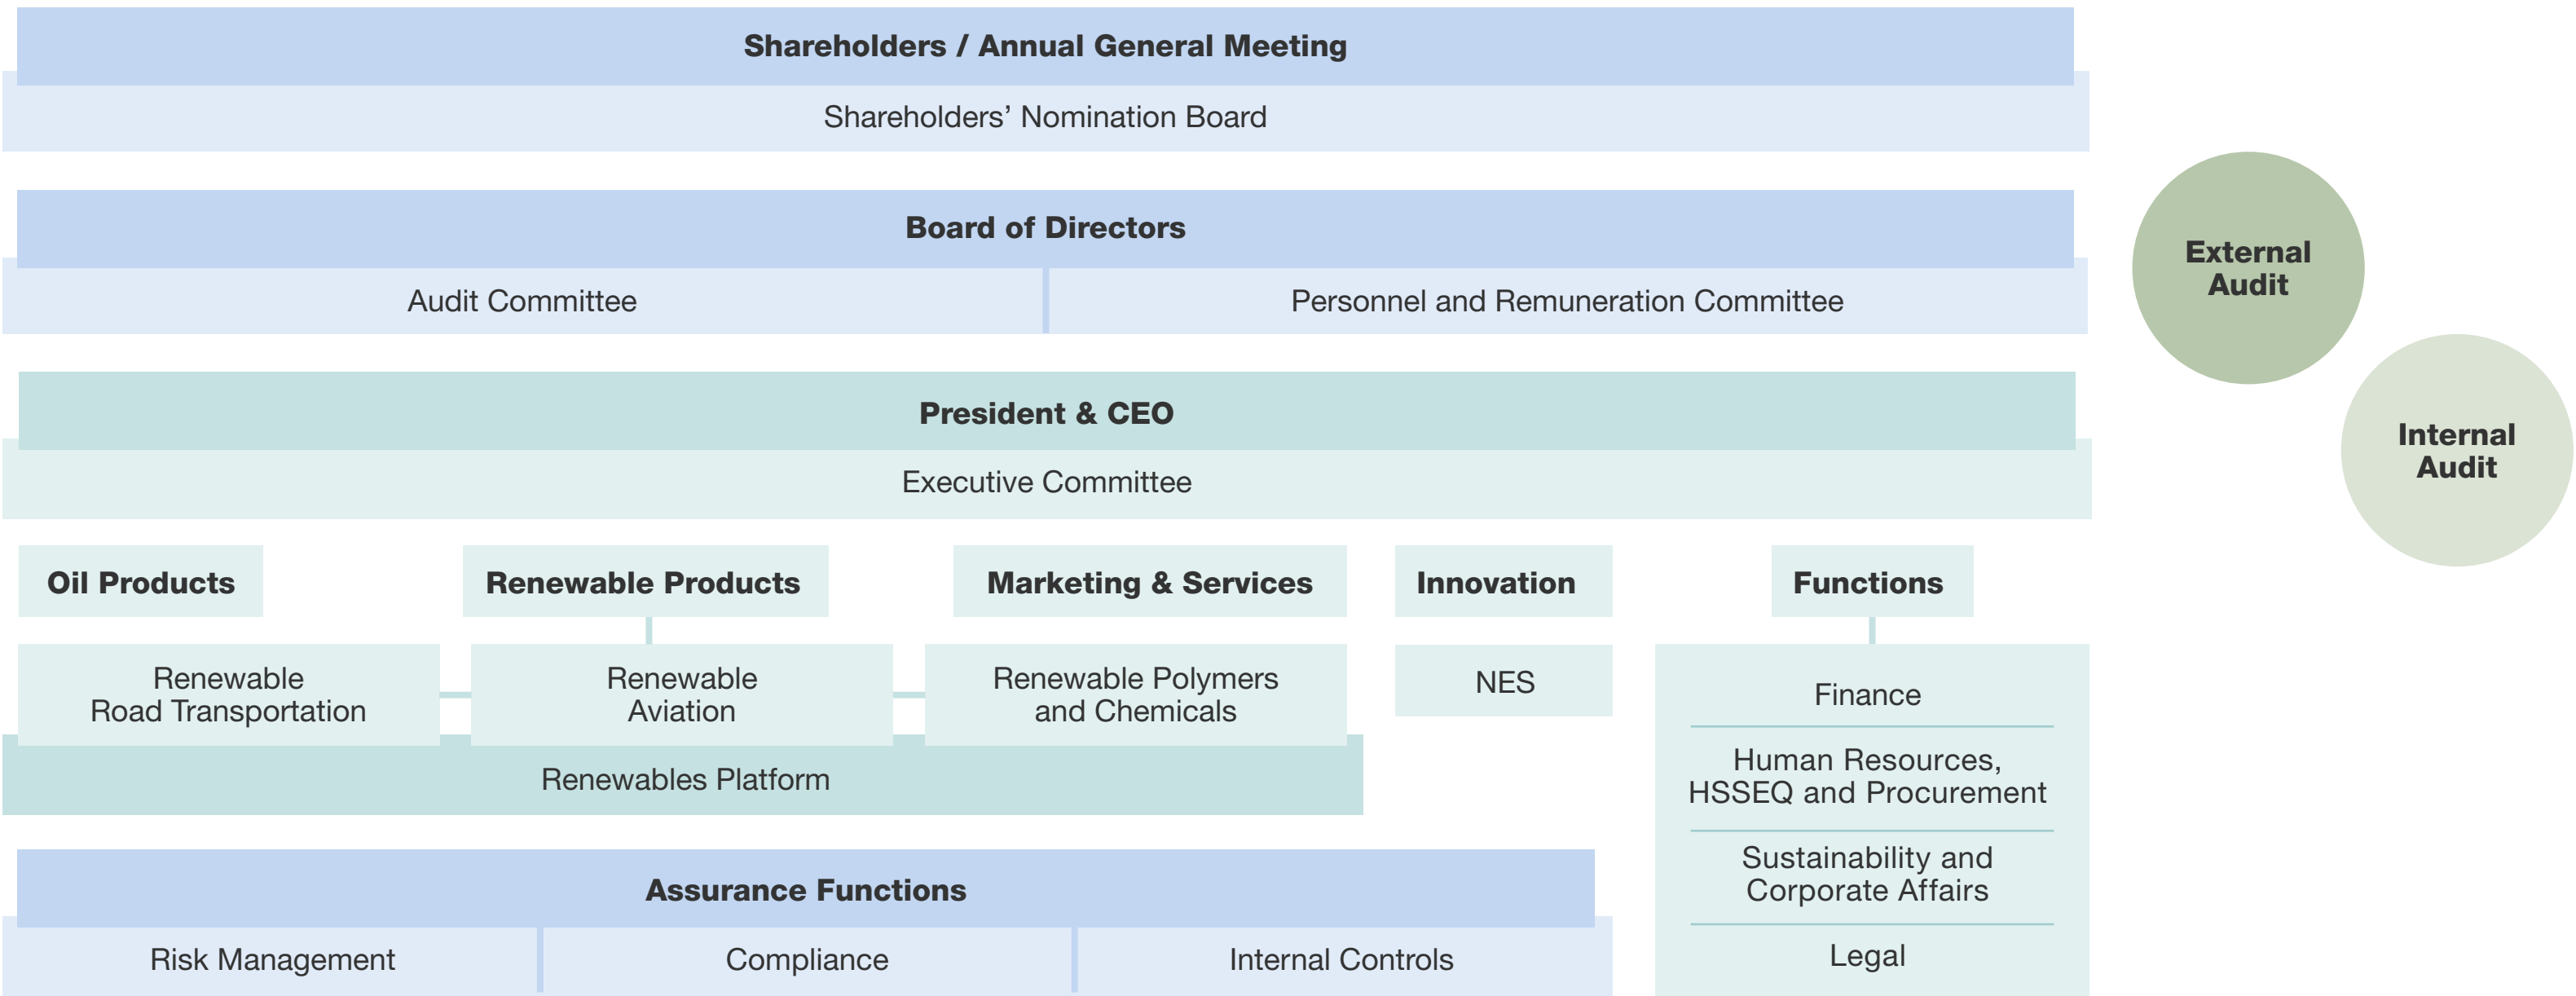 Shareholders / Annual General Meeting
Shareholders’ Nomination Board
Board of Directors
Audit Committee
Personnel and Remuneration Committee
External
Audit
Internal
Audit
President & CEO
Executive Committee
Oil Products
Renewable Products
Marketing & Services
Innovation
Functions
Renewable
Road Transportation
Renewable
Aviation
Renewable Polymers
and Chemicals
NES
Renewables Platform
Finance
Human Resources,
HSSEQ and Procurement
Sustainability and
Corporate Affairs
Legal
Assurance Functions
Risk Management
Compliance
Internal Controls